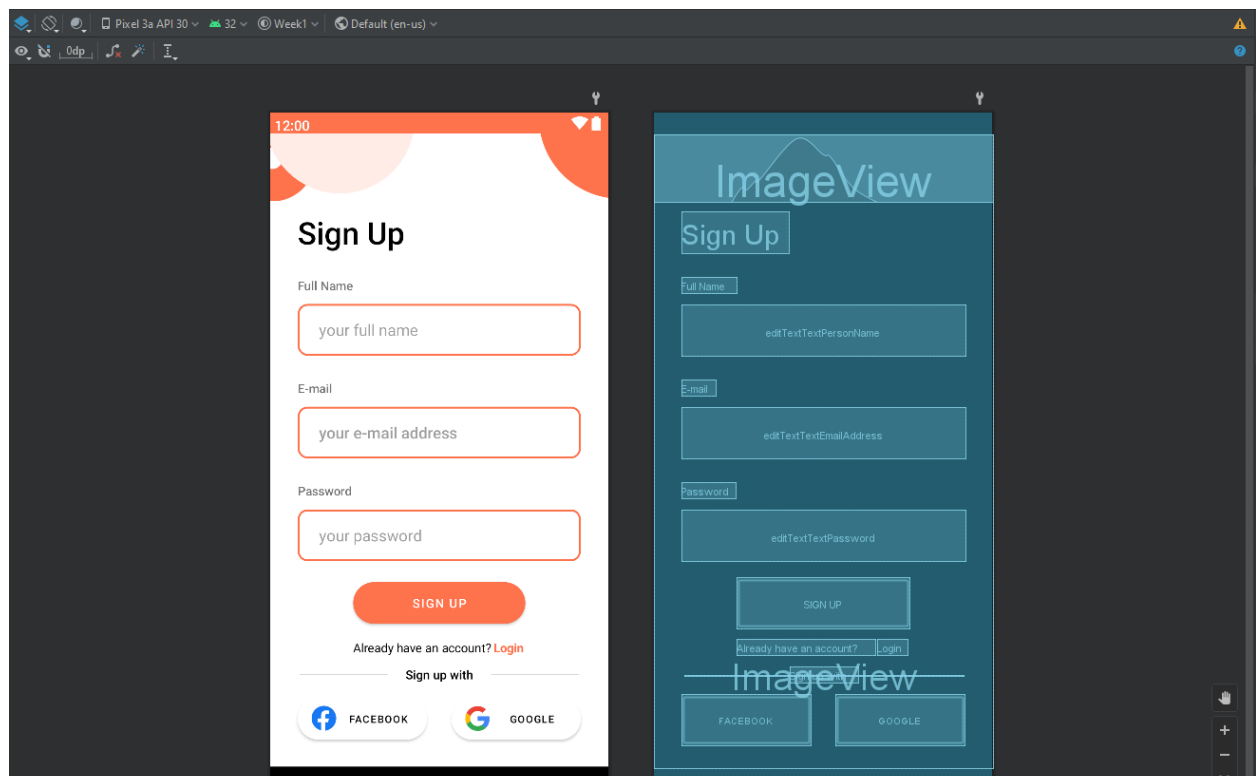 Pixel 3a API 30 32 Week1 Default (en-us)
0dp
12:00
Sign Up
Full Name
your full name
E-mail
your e-mail address
Password
your password
SIGN UP
Already have an account? Login
Sign up with
FACEBOOK GOOGLE
ImageView
Sign Up
Full Name
editTextTextPersonName
E-mail
editTextTextEmailAddress
Password
editTextTextPassword
SIGN UP
Already have an account? Login
ImageView
FACEBOOK GOOGLE